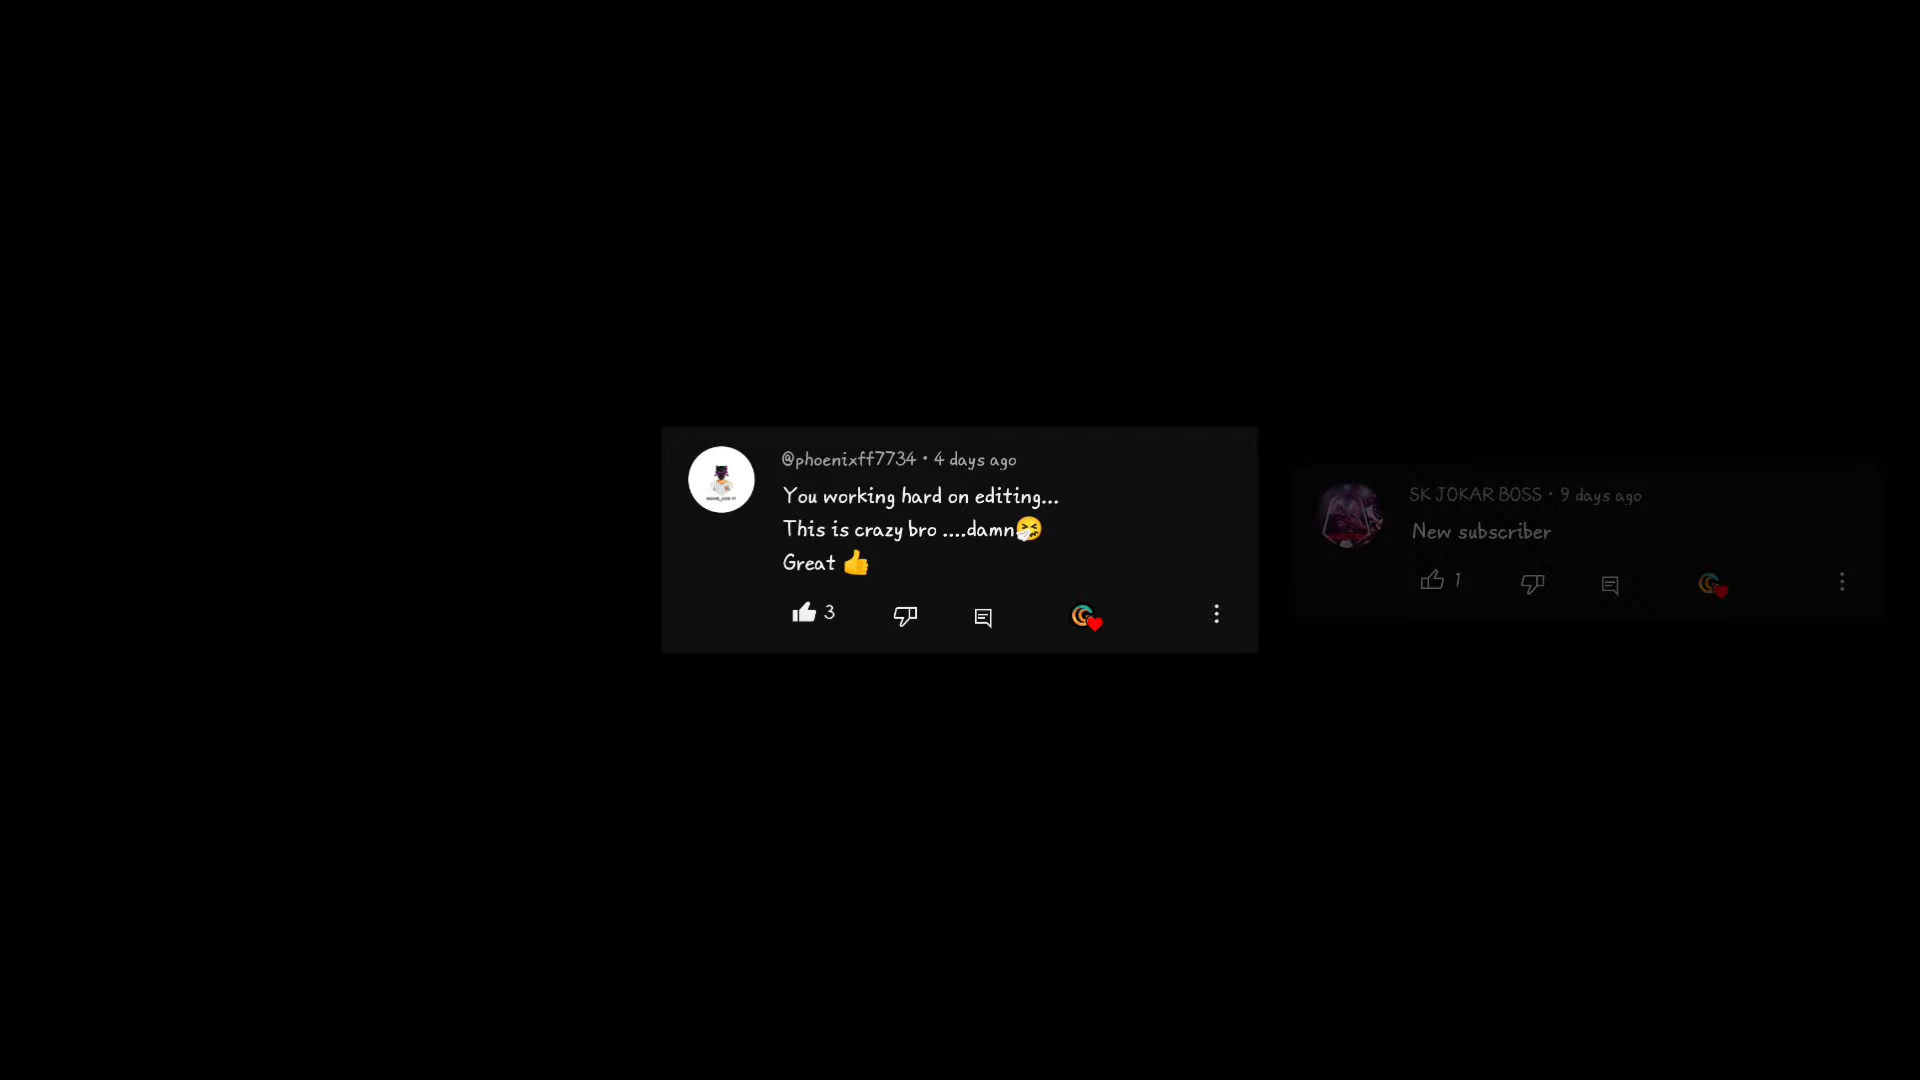 @phoenixff7734 • 4 days ago
You working hard on editing...
This is crazy bro ....damn🤧
Great 👍
3
SK JOKAR BOSS • 9 days ago
New subscriber
1